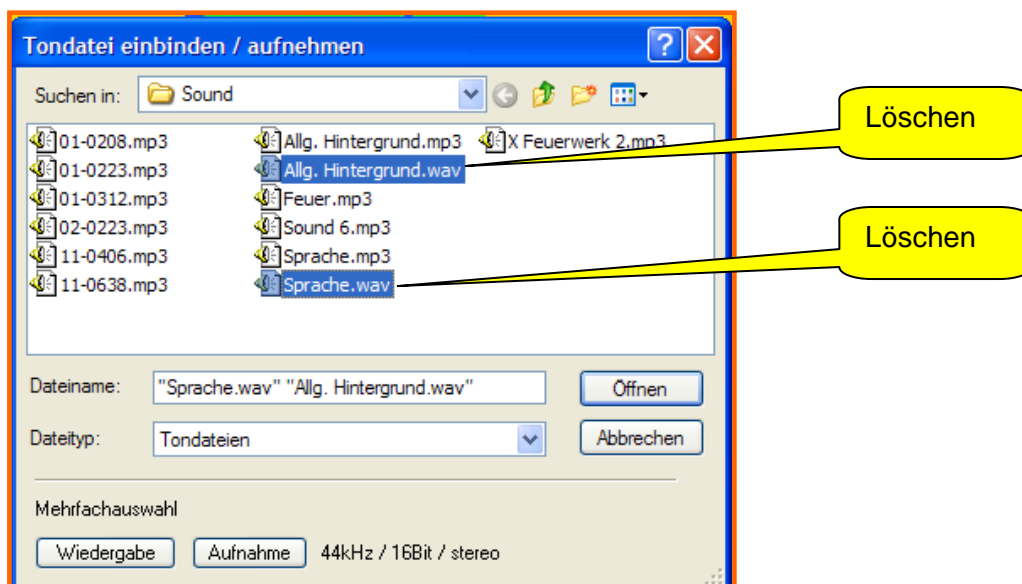 Tondatei einbinden / aufnehmen
Suchen in: Sound
01-0208.mp3 Allg. Hintergrund.mp3 X Feuerwerk 2.mp3
Löschen
01-0223.mp3 Allg. Hintergrund.wav
01-0312.mp3 Feuer.mp3
02-0223.mp3 Sound 6.mp3
Löschen
11-0406.mp3 Sprache.mp3
11-0638.mp3 Sprache.wav
Dateiname: "Sprache.wav" "Allg. Hintergrund.wav" Öffnen
Dateityp: Tondateien Abbrechen
Mehrfachauswahl
Wiedergabe Aufnahme 44kHz / 16Bit / stereo